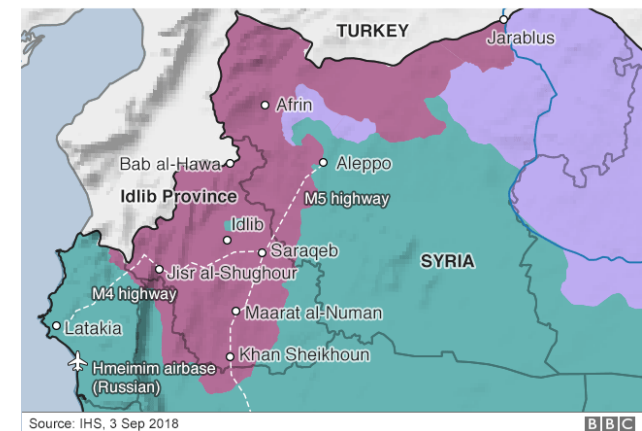 TURKEY
Jarablus
Afrin
Bab al-Hawa
Aleppo
Idlib Province
M5 highway
Idlib
Saraqeb
SYRIA
Jisr al-Shughour
M4 highway
Maarat al-Numan
Latakia
Khan Sheikhoun
Hmeimim airbase
(Russian)
Source: IHS, 3 Sep 2018
BBC